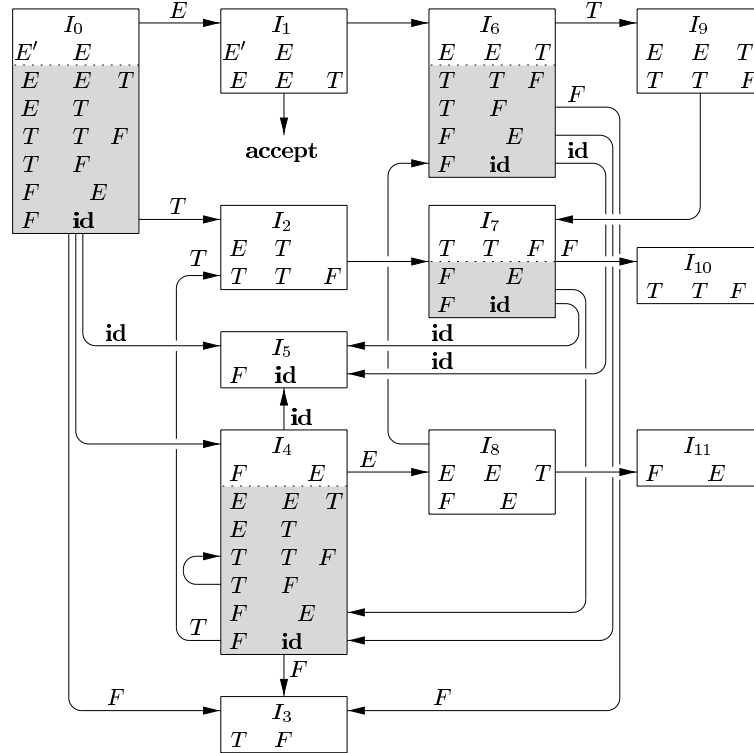 I0
E′ E
E E T
E T
T T F
T F
F E
F id
E
I1
E′ E
E E T
accept
I6
E E T
T T F
T F
F E
F id
T
I9
E E T
T T F
F
id
T
I2
E T
T T F
T
I7
T T F
F E
F id
F
I10
T T F
id
I5
F id
id
id
id
I4
F E
E E T
E T
T T F
T F
F E
F id
E
I8
E E T
F E
I11
F E
T
F
F
I3
T F
F